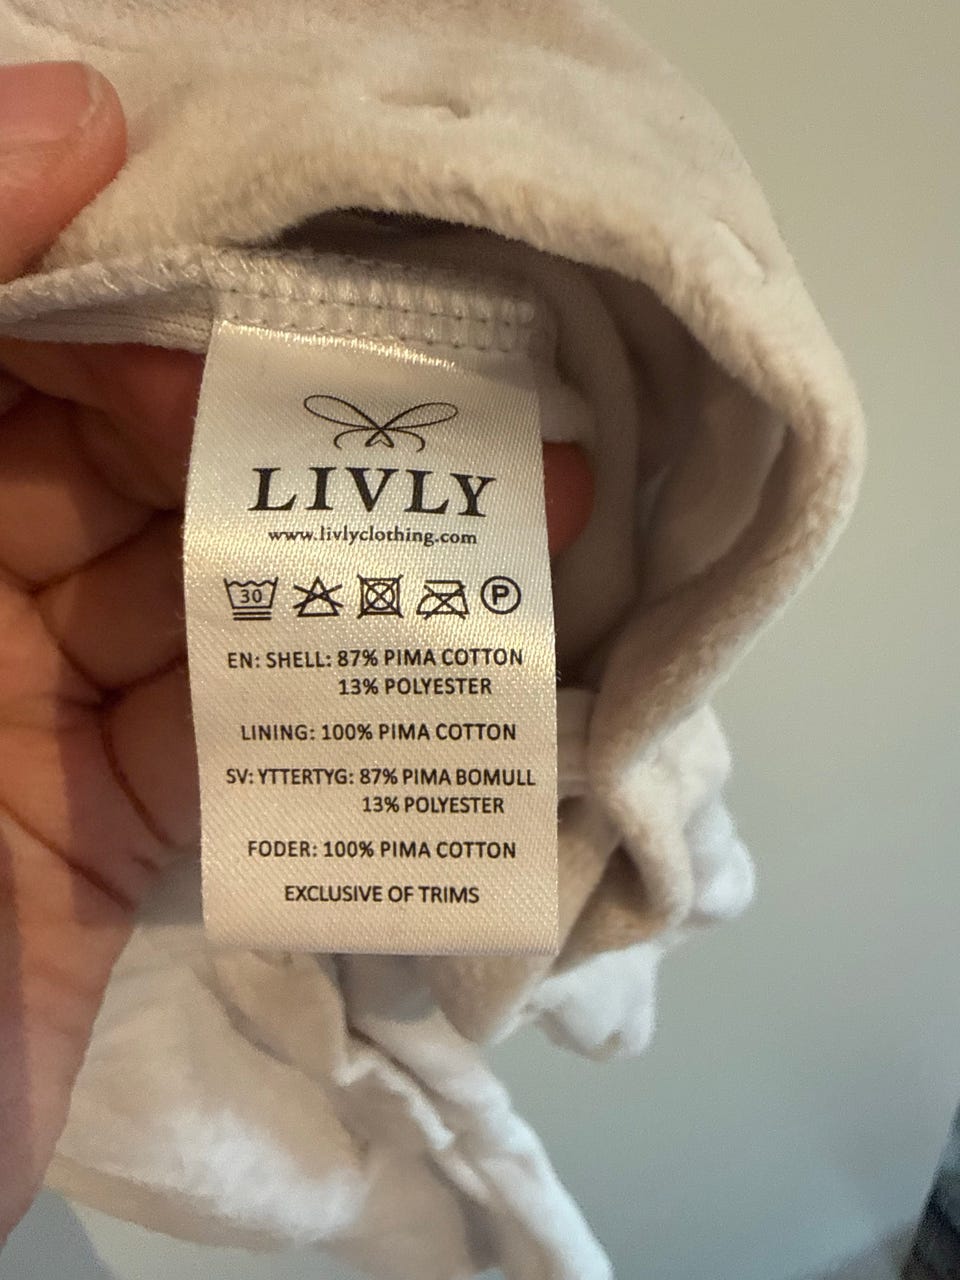 LIVLY
www.livlyclothing.com
30 P
EN: SHELL: 87% PIMA COTTON
13% POLYESTER
LINING: 100% PIMA COTTON
SV: YTTERTYG: 87% PIMA BOMULL
13% POLYESTER
FODER: 100% PIMA COTTON
EXCLUSIVE OF TRIMS